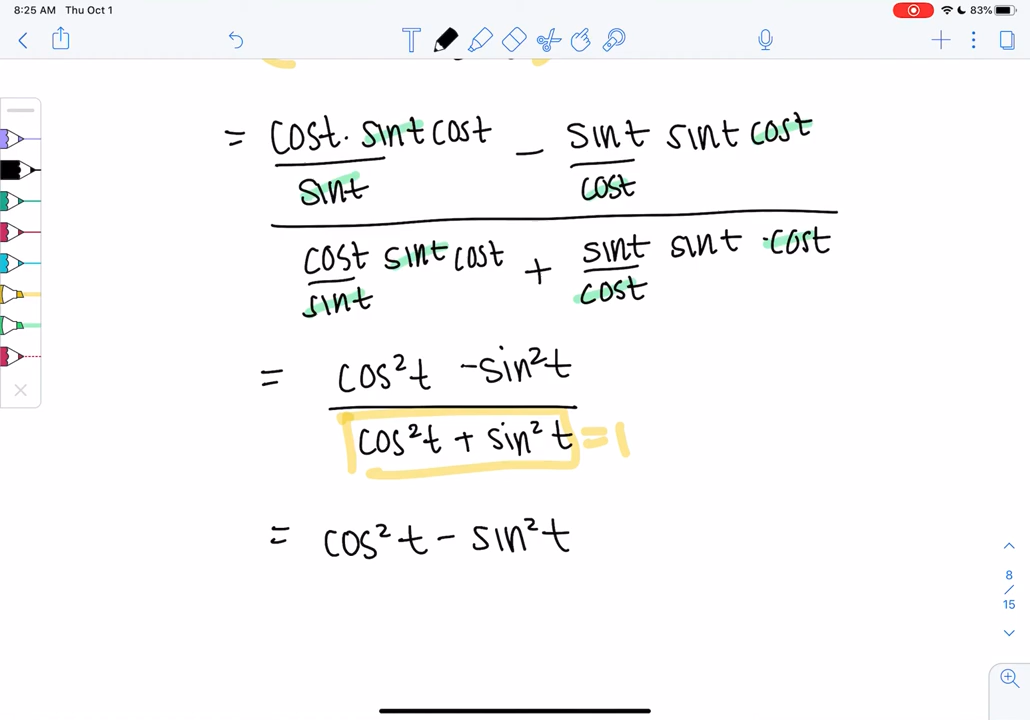 8:25 AM Thu Oct 1 83%
T
= cost · sint cost − sint sint cost
sint cost
cost sint cost + sint sint · cost
sint cost
= cos²t -sin²t
cos²t + sin²t =1
= cos²t - sin²t
8
/
15